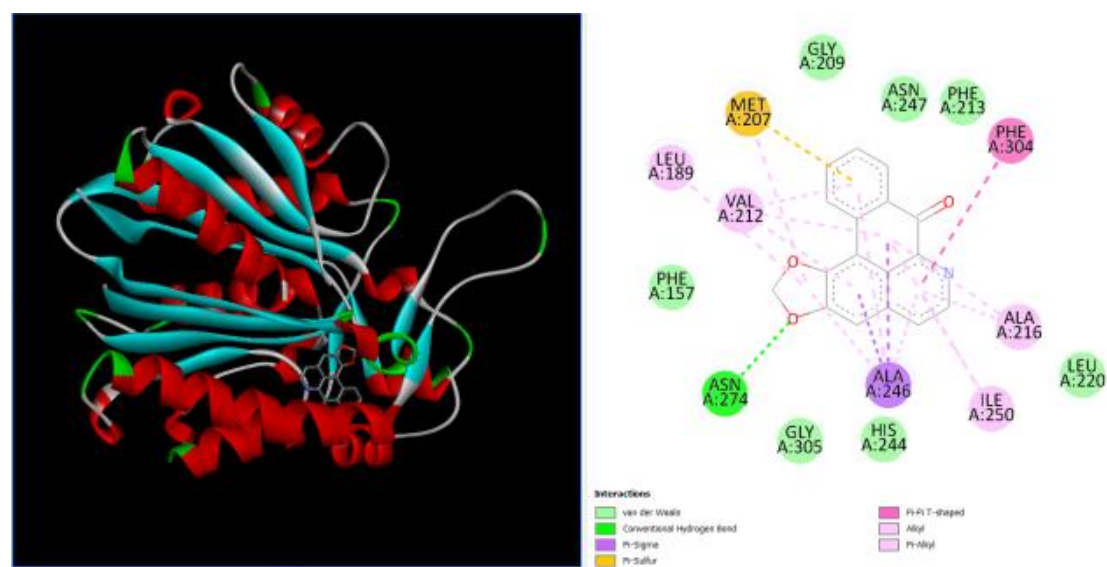 GLY
A:209
ASN
A:247
PHE
A:213
MET
A:207
PHE
A:304
LEU
A:189
VAL
A:212
O
N
O
O
PHE
A:157
ALA
A:216
LEU
A:220
ASN
A:274
ALA
A:246
ILE
A:250
GLY
A:305
HIS
A:244
Interactions
van der Waals
Conventional Hydrogen Bond
Pi-Sigma
Pi-Sulfur
Pi-Pi T-shaped
Alkyl
Pi-Alkyl